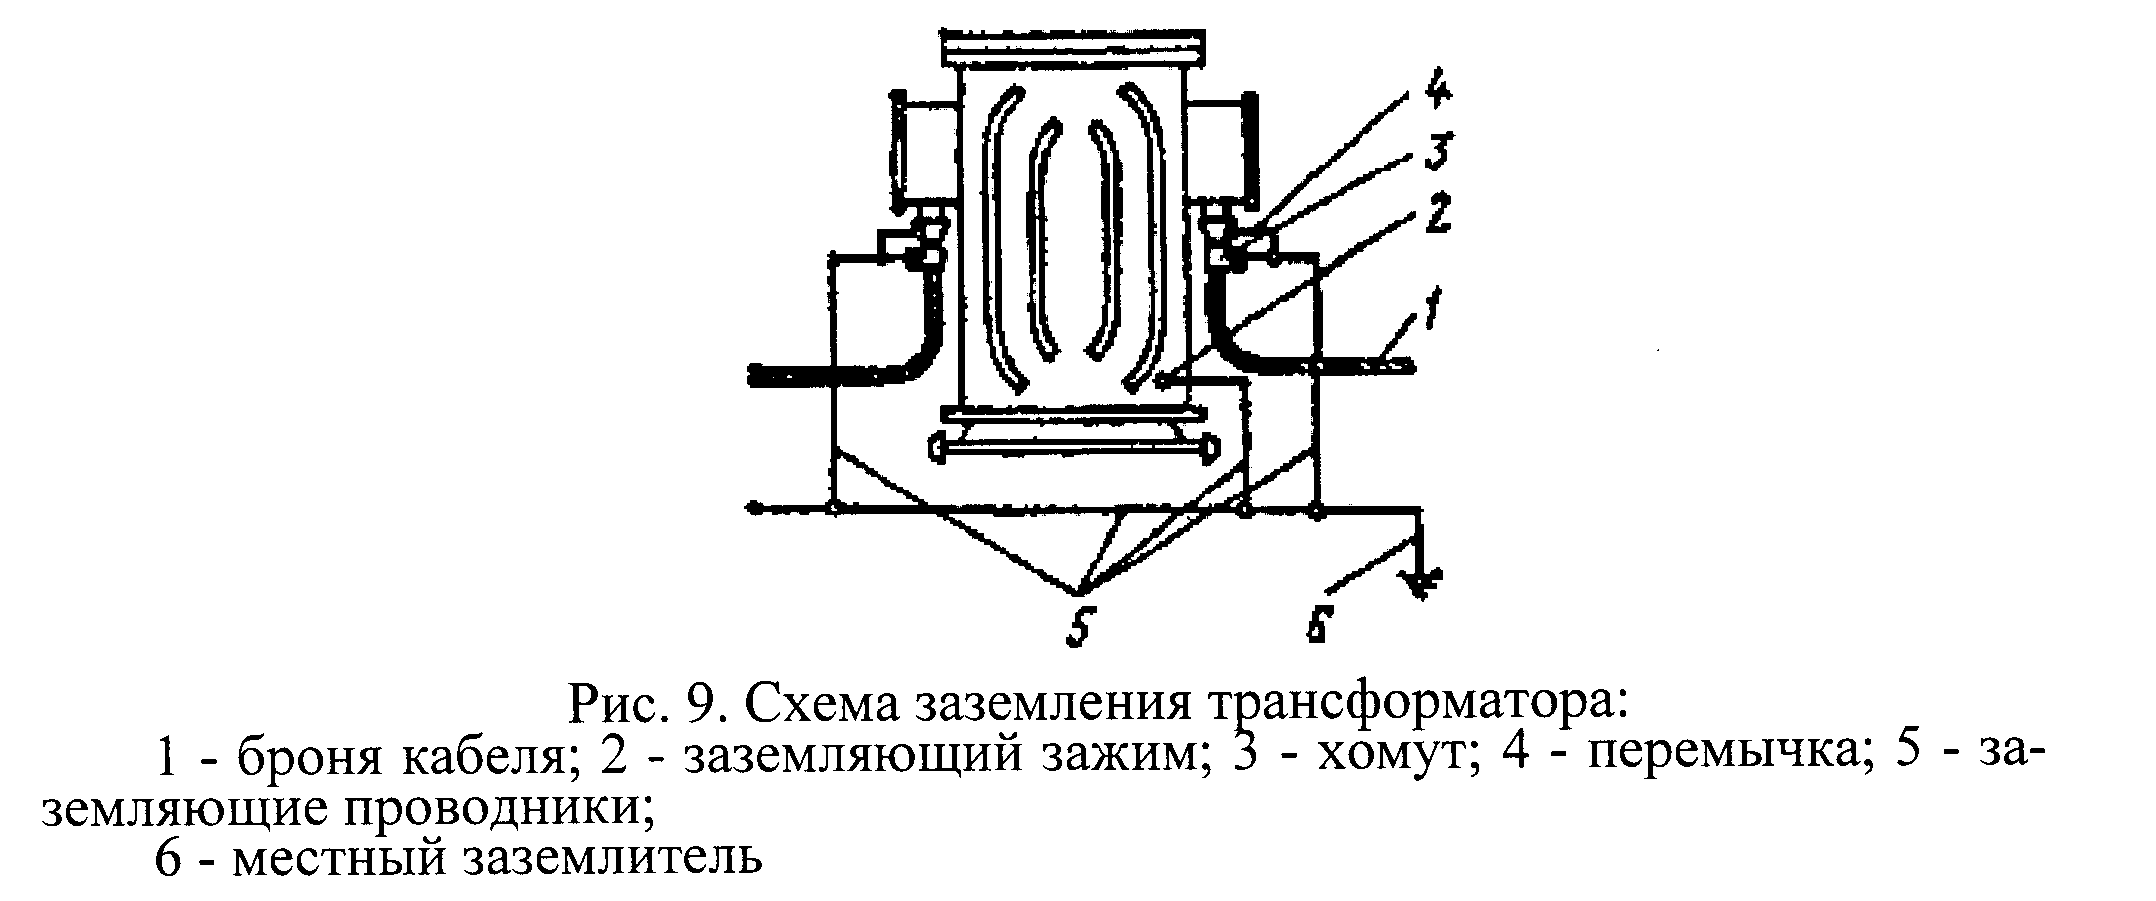 4
3
2
1
5
6
Рис. 9. Схема заземления трансформатора:
1 - броня кабеля; 2 - заземляющий зажим; 3 - хомут; 4 - перемычка; 5 - за-
земляющие проводники;
6 - местный заземлитель